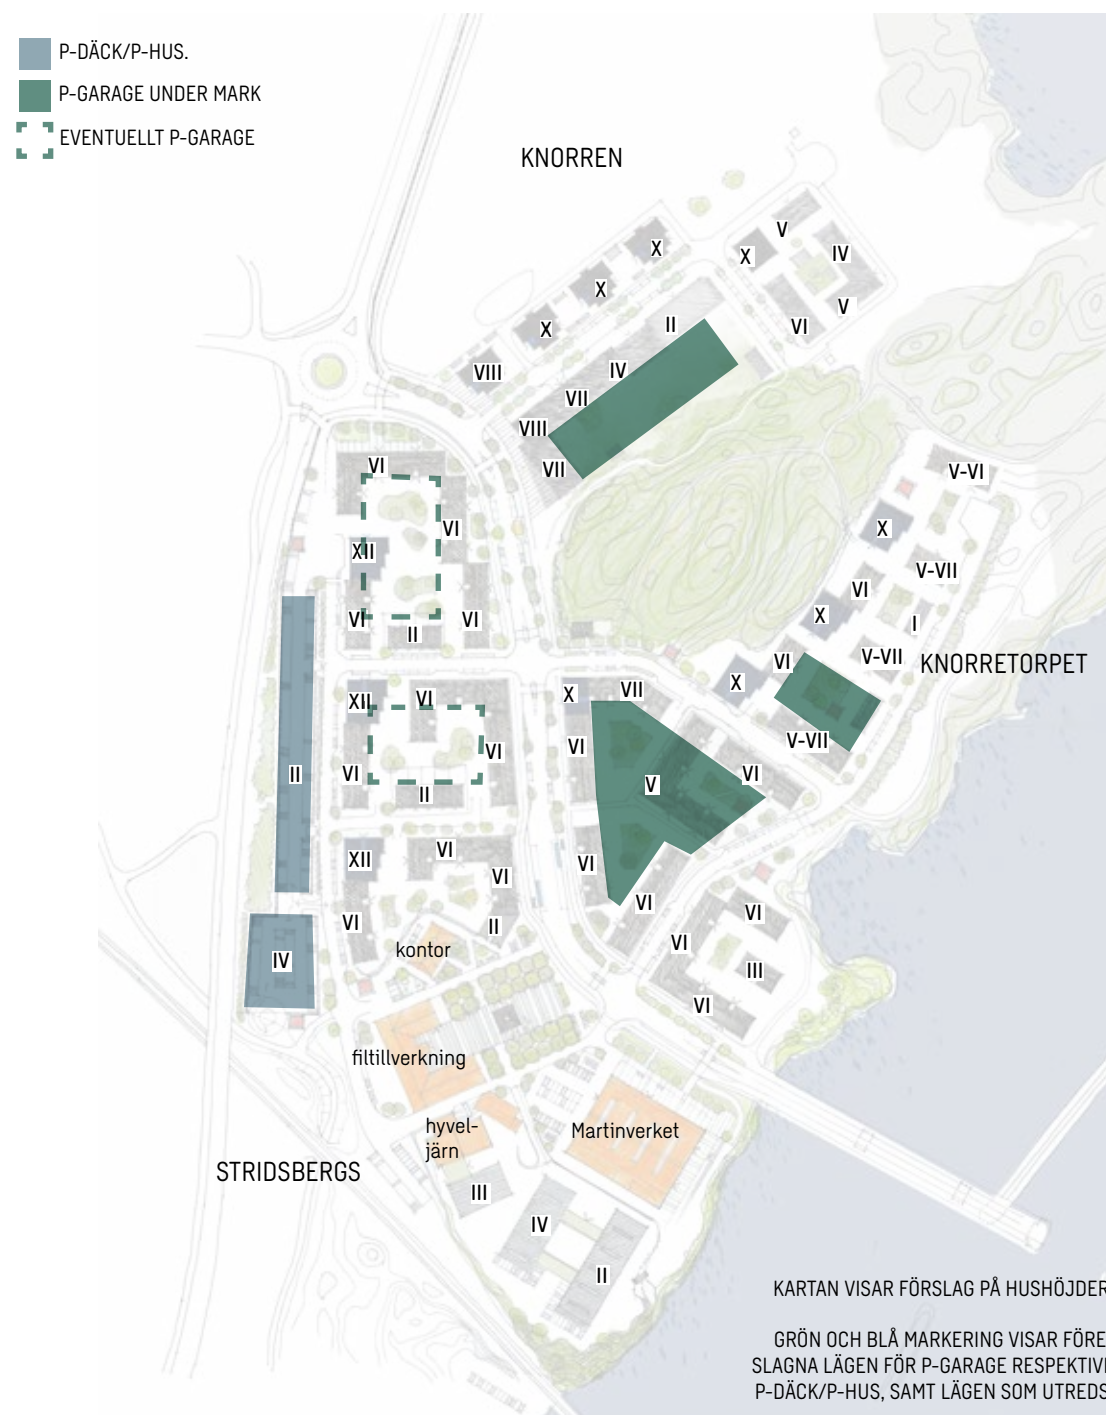 P-DÄCK/P-HUS.
P-GARAGE UNDER MARK
EVENTUELLT P-GARAGE
KNORREN
V
X
X
IV
X
V
X
II
VI
VIII
IV
VII
VIII
VII
VI
V-VI
VI
X
XII
V-VII
VI
X
I
VI
VI
II
V-VII
VI
KNORRETORPET
X
XII
VI
X
VII
V-VII
VI
VI
II
VI
V
VI
II
XII
VI
VI
VI
VI
VI
II
VI
VI
kontor
IV
III
VI
filtillverkning
hyvel-
järn
Martinverket
STRIDSBERGS
III
IV
II
KARTAN VISAR FÖRSLAG PÅ HUSHÖJDER
GRÖN OCH BLÅ MARKERING VISAR FÖRE
SLAGNA LÄGEN FÖR P-GARAGE RESPEKTIVE
P-DÄCK/P-HUS, SAMT LÄGEN SOM UTREDS